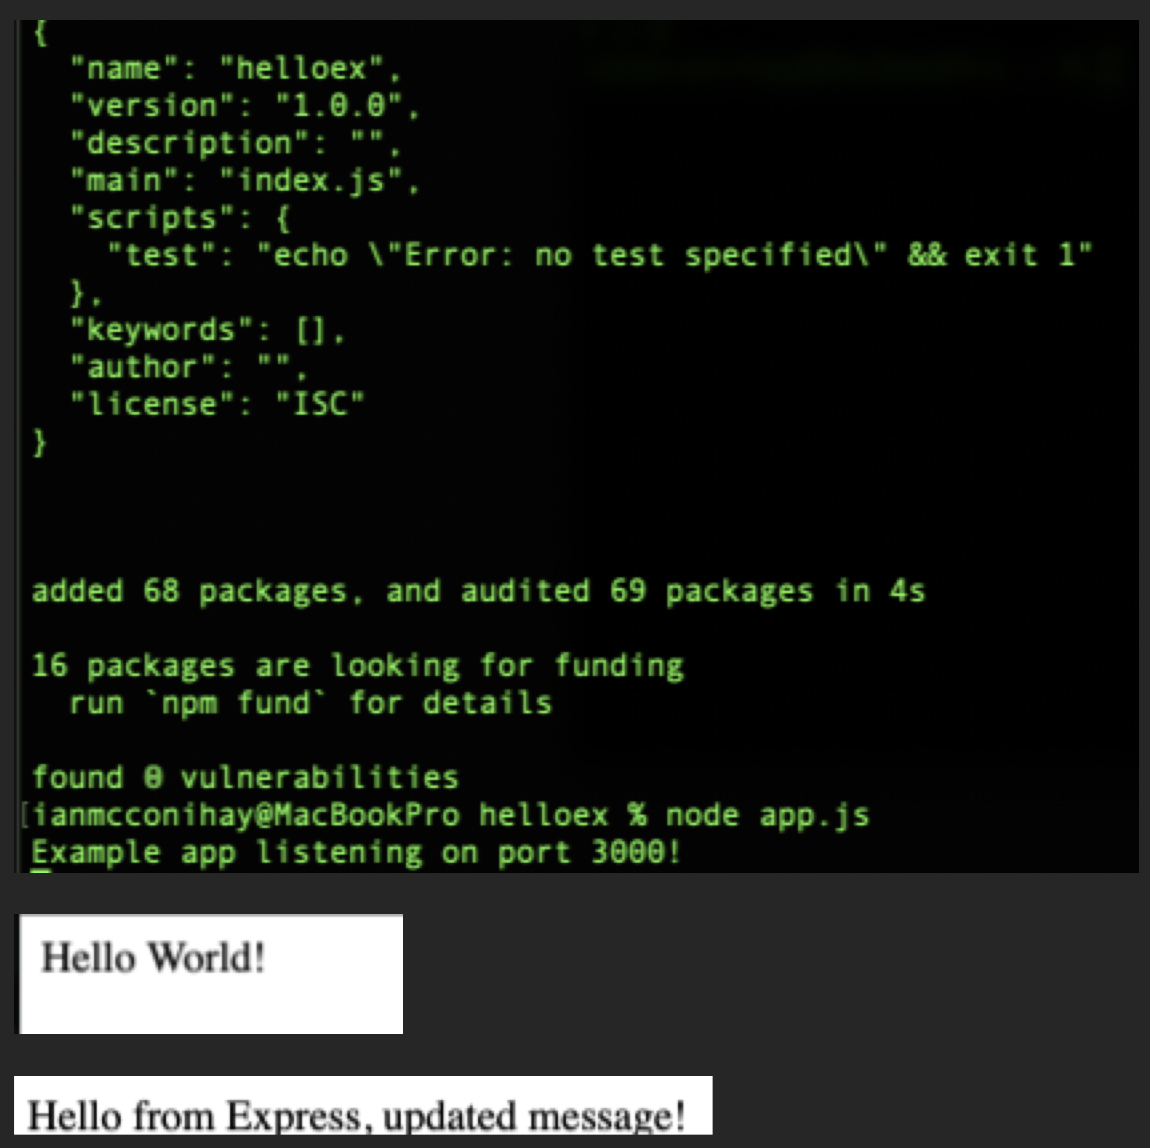 {
"name": "helloex",
"version": "1.0.0",
"description": "",
"main": "index.js",
"scripts": {
"test": "echo \"Error: no test specified\" && exit 1"
},
"keywords": [],
"author": "",
"license": "ISC"
}
added 68 packages, and audited 69 packages in 4s
16 packages are looking for funding
run `npm fund` for details
found 0 vulnerabilities
[ianmcconihay@MacBookPro helloex % node app.js
Example app listening on port 3000!
Hello World!
Hello from Express, updated message!